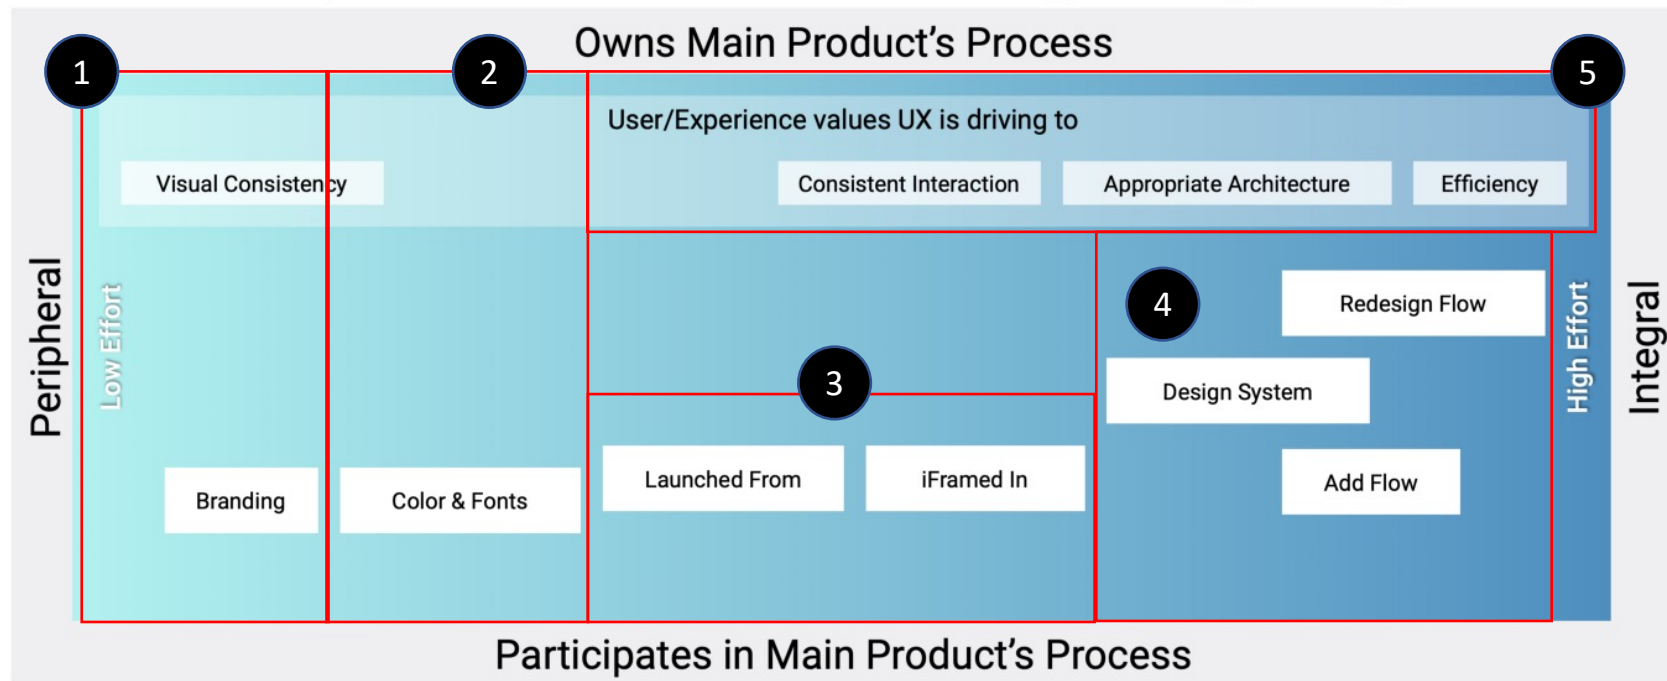 Owns Main Product's Process
1
2
5
User/Experience values UX is driving to
Visual Consistency
Consistent Interaction
Appropriate Architecture
Efficiency
Peripheral
Low Effort
4
Redesign Flow
High Effort
Integral
3
Design System
Launched From
iFramed In
Add Flow
Branding
Color & Fonts
Participates in Main Product's Process